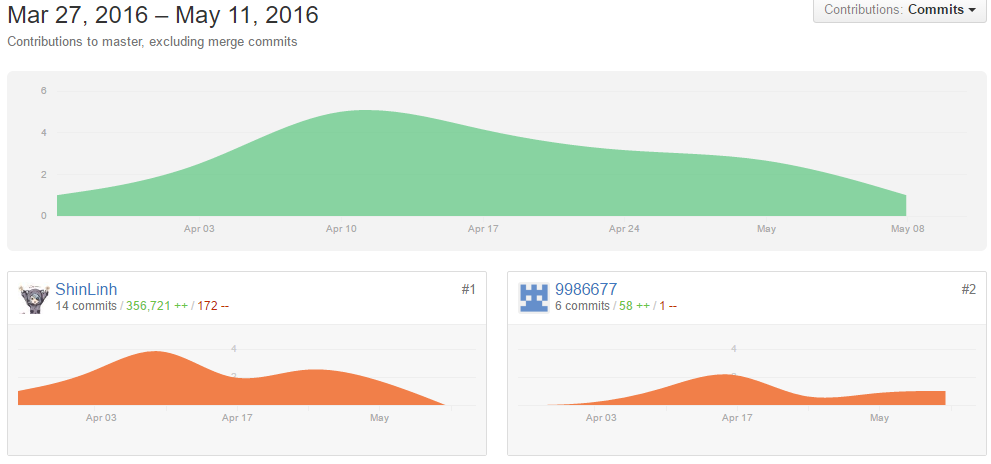 Mar 27, 2016 – May 11, 2016
Contributions: Commits
Contributions to master, excluding merge commits
6
4
2
0
Apr 03 Apr 10 Apr 17 Apr 24 May May 08
ShinLinh #1
14 commits / 356,721 ++ / 172 --
4
Apr 03 Apr 17 May
9986677 #2
6 commits / 58 ++ / 1 --
4
Apr 03 Apr 17 May